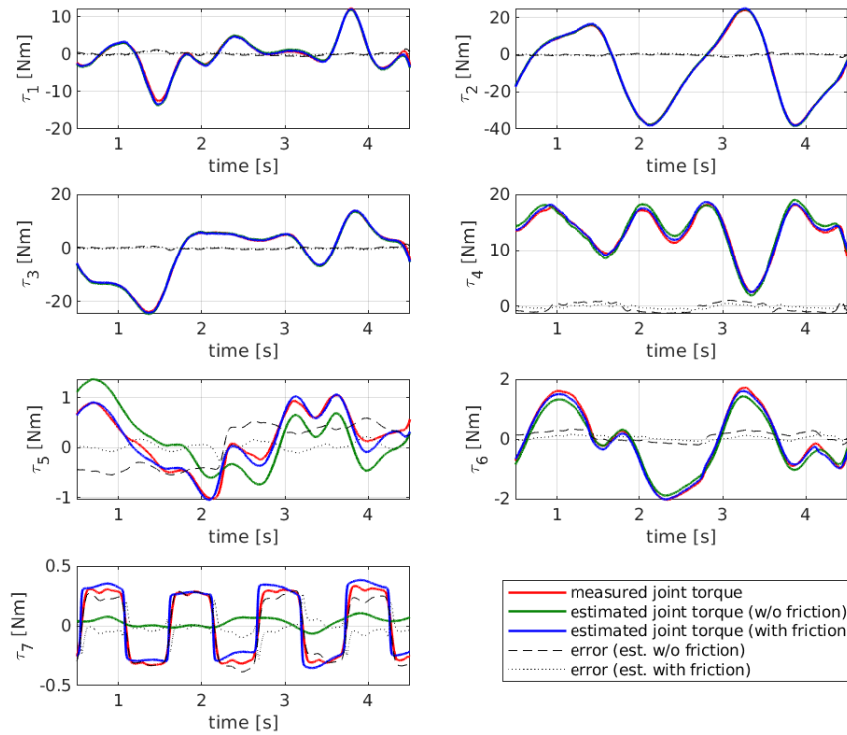 10
0
-10
-20
τ1 [Nm]
1 2 3 4
time [s]
20
0
-20
-40
τ2 [Nm]
1 2 3 4
time [s]
20
0
-20
τ3 [Nm]
1 2 3 4
time [s]
20
10
0
τ4 [Nm]
1 2 3 4
time [s]
1
0
-1
τ5 [Nm]
1 2 3 4
time [s]
2
0
-2
τ6 [Nm]
1 2 3 4
time [s]
0.5
0
-0.5
τ7 [Nm]
1 2 3 4
time [s]
measured joint torque
estimated joint torque (w/o friction)
estimated joint torque (with friction)
error (est. w/o friction)
error (est. with friction)